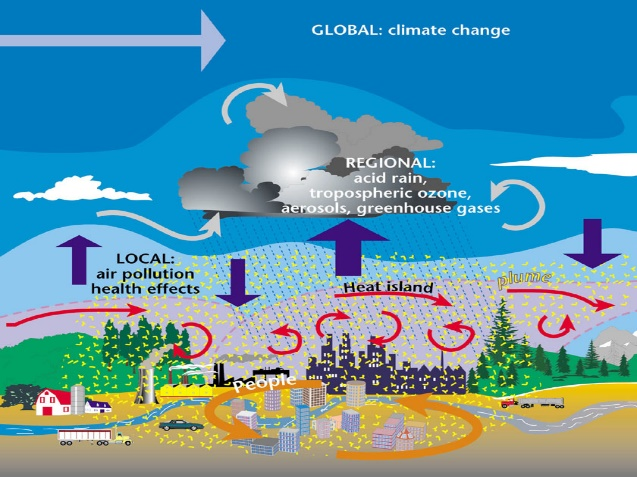 GLOBAL: climate change
REGIONAL:
acid rain,
tropospheric ozone,
aerosols, greenhouse gases
LOCAL:
air pollution
health effects
Heat island
plume
People